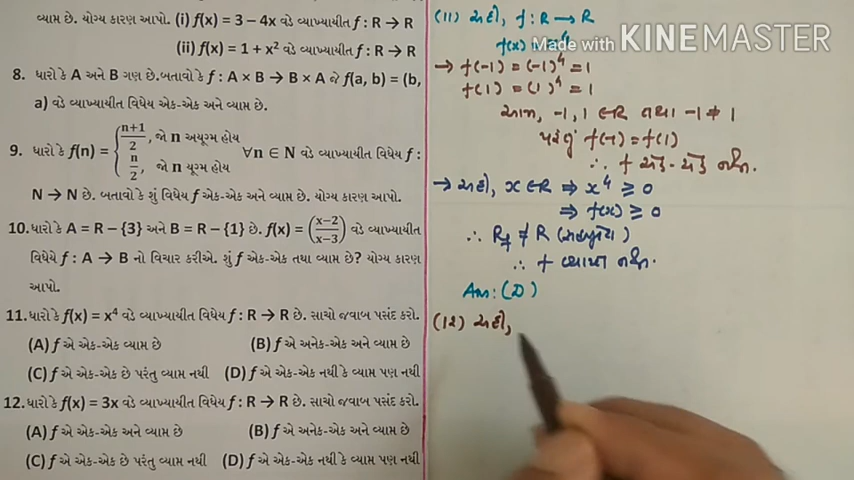 વ્યાપ્ત છે. યોગ્ય કારણ આપો. (i) f(x) = 3 – 4x વડે વ્યાખ્યાયીત f : R → R
(ii) f(x) = 1 + x² વડે વ્યાખ્યાયીત f : R → R
8. ધારો કે A અને B ગણ છે.બતાવો કે f : A × B → B × A જે f(a, b) = (b,
a) વડે વ્યાખ્યાયીત વિધેય એક-એક અને વ્યાપ્ત છે.
9. ધારો કે f(n) = { n+1/2 , જો n અયૂગ્મ હોય
n/2, જો n યૂગ્મ હોય ∀n ∈ N વડે વ્યાખ્યાયીત વિધેય f :
N → N છે. બતાવો કે શું વિધેય f એક-એક અને વ્યાપ્ત છે. યોગ્ય કારણ આપો.
10. ધારો કે A = R – {3} અને B = R – {1} છે. f(x) = (x–2/x–3) વડે વ્યાખ્યાયીત
વિધેયે f : A → B નો વિચાર કરીએ. શું f એક-એક તથા વ્યાપ્ત છે? યોગ્ય કારણ
આપો.
11. ધારો કે f(x) = x⁴ વડે વ્યાખ્યાયીત વિધેય f : R → R છે. સાચો જવાબ પસંદ કરો.
(A) f એ એક-એક વ્યાપ્ત છે (B) f એ અનેક-એક અને વ્યાપ્ત છે
(C) f એ એક-એક છે પરંતુ વ્યાપ્ત નથી (D) f એ એક-એક નથી કે વ્યાપ્ત પણ નથી
12. ધારો કે f(x) = 3x વડે વ્યાખ્યાયીત વિધેય f : R → R છે. સાચો જવાબ પસંદ કરો.
(A) f એ એક-એક અને વ્યાપ્ત છે (B) f એ અનેક-એક અને વ્યાપ્ત છે
(C) f એ એક-એક છે પરંતુ વ્યાપ્ત નથી (D) f એ એક-એક નથી કે વ્યાપ્ત પણ નથી
(11) અહીં, f : R → R
f(x) = x⁴
Made with KINEMASTER
→ f(-1) = (-1)⁴ = 1
f(1) = (1)⁴ = 1
આમ, -1, 1 ∈ R તથા -1 ≠ 1
પરંતુ f(-1) = f(1)
∴ f એક-એક નથી.
→ અહીં, x ∈ R ⇒ x⁴ ≥ 0
⇒ f(x) ≥ 0
∴ Rf ≠ R (સહપ્રદેશ)
∴ f વ્યાપ્ત નથી.
Ans: (D)
(12) અહીં,